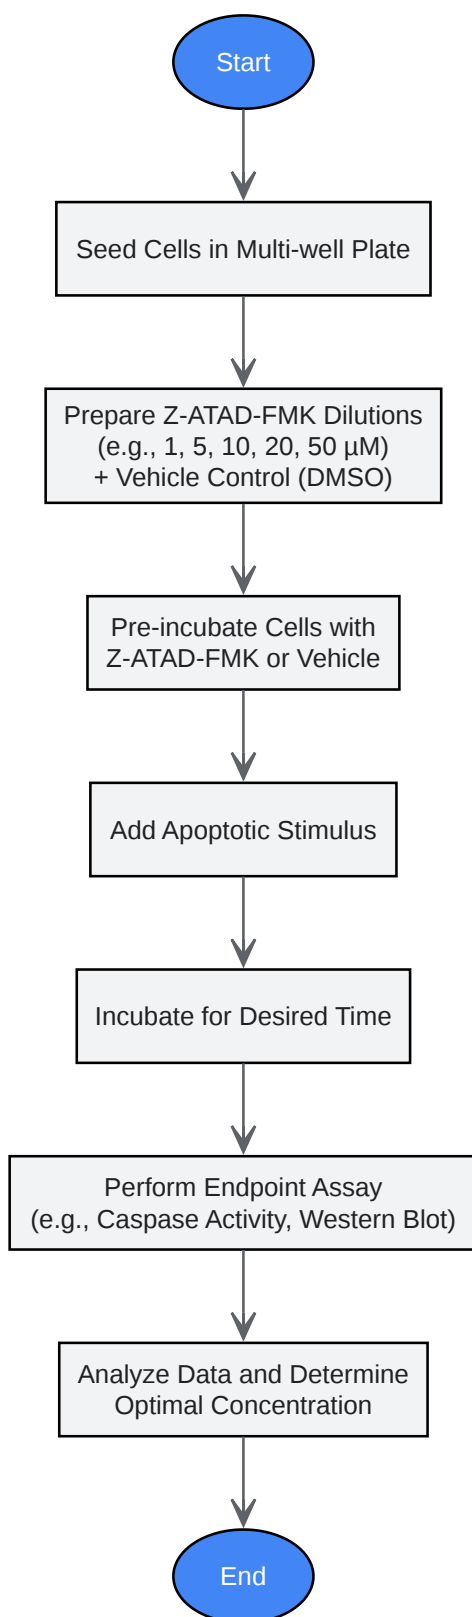 Start
Seed Cells in Multi-well Plate
Prepare Z-ATAD-FMK Dilutions
(e.g., 1, 5, 10, 20, 50 µM)
+ Vehicle Control (DMSO)
Pre-incubate Cells with
Z-ATAD-FMK or Vehicle
Add Apoptotic Stimulus
Incubate for Desired Time
Perform Endpoint Assay
(e.g., Caspase Activity, Western Blot)
Analyze Data and Determine
Optimal Concentration
End